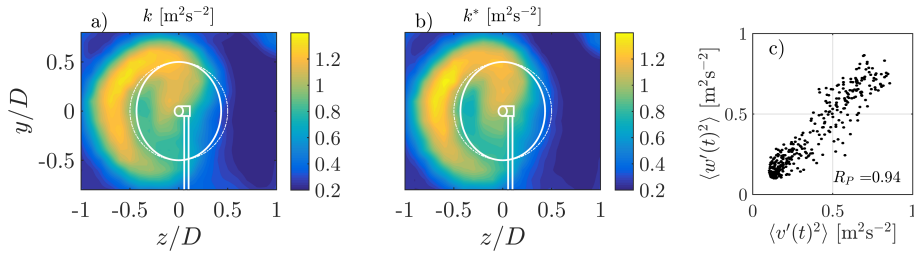 a) k [m²s⁻²]
y/D
0.5
0
-0.5
-1 -0.5 0 0.5 1
z/D
1.2
1
0.8
0.6
0.4
0.2
b) k* [m²s⁻²]
-1 -0.5 0 0.5 1
z/D
1.2
1
0.8
0.6
0.4
0.2
c)
⟨w′(t)²⟩ [m²s⁻²]
1
0.5
0
R_P =0.94
0 0.5 1
⟨v′(t)²⟩ [m²s⁻²]